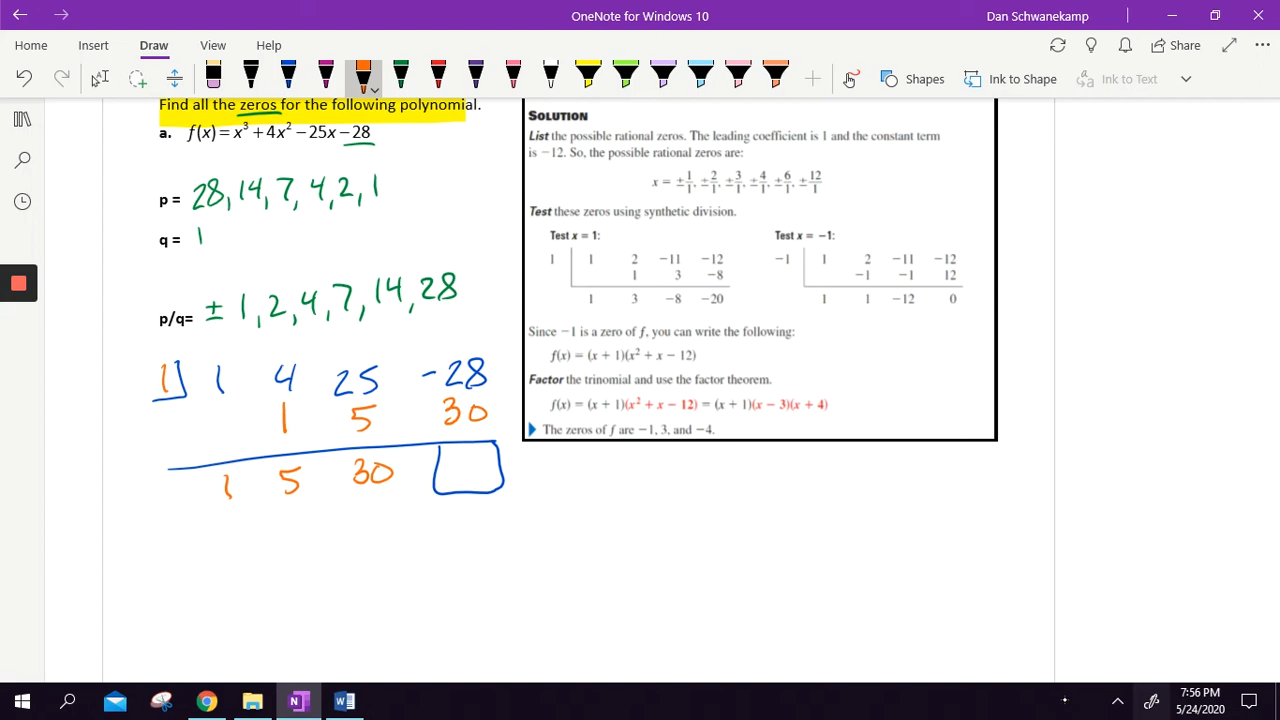 OneNote for Windows 10
Dan Schwanekamp
Home Insert Draw View Help
Share
Shapes Ink to Shape Ink to Text
Find all the zeros for the following polynomial.
a. f(x) = x³ + 4x² − 25x − 28
p = 28, 14, 7, 4, 2, 1
q = 1
p/q= ± 1, 2, 4, 7, 14, 28
1 1 4 25 -28
1 5 30
1 5 30
SOLUTION
List the possible rational zeros. The leading coefficient is 1 and the constant term
is −12. So, the possible rational zeros are:
x = ±1/1, ±2/1, ±3/1, ±4/1, ±6/1, ±12/1
Test these zeros using synthetic division.
Test x = 1:
1 1 2 −11 −12
1 3 −8
1 3 −8 −20
Test x = −1:
−1 1 2 −11 −12
−1 −1 12
1 1 −12 0
Since −1 is a zero of f, you can write the following:
f(x) = (x + 1)(x² + x − 12)
Factor the trinomial and use the factor theorem.
f(x) = (x + 1)(x² + x − 12) = (x + 1)(x − 3)(x + 4)
The zeros of f are −1, 3, and −4.
7:56 PM
5/24/2020